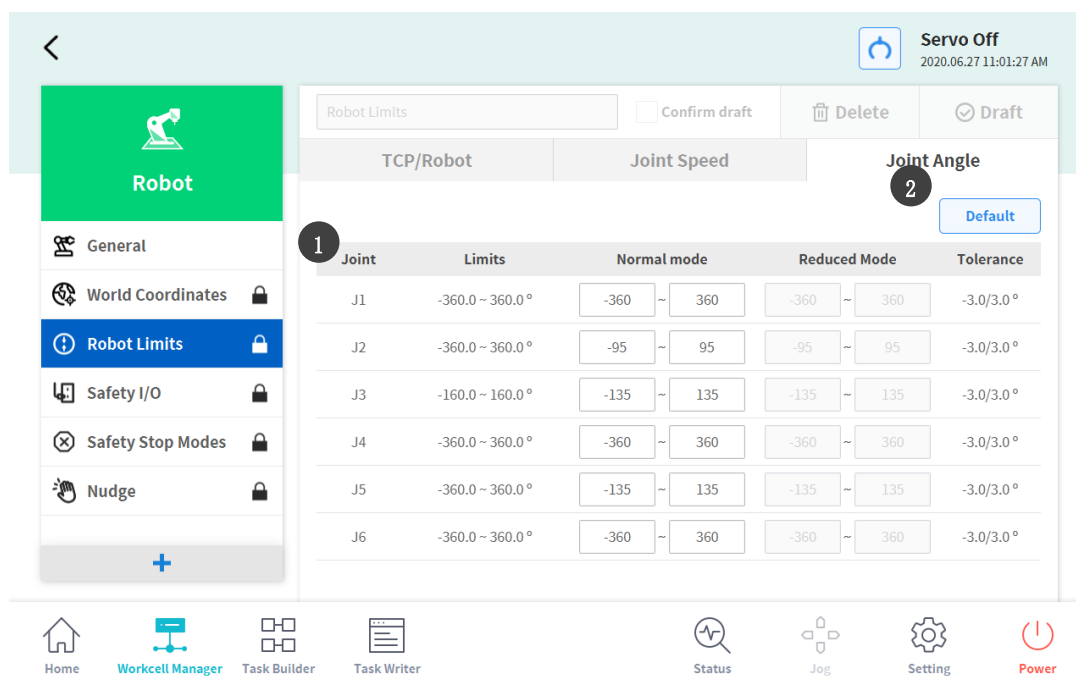 Servo Off
2020.06.27 11:01:27 AM
Robot
General
World Coordinates
Robot Limits
Safety I/O
Safety Stop Modes
Nudge
+
Robot Limits
Confirm draft
Delete
Draft
TCP/Robot Joint Speed Joint Angle
2
Default
1
Joint Limits Normal mode Reduced Mode Tolerance
J1 -360.0 ~ 360.0 º -360 ~ 360 -360 ~ 360 -3.0/3.0 º
J2 -360.0 ~ 360.0 º -95 ~ 95 -95 ~ 95 -3.0/3.0 º
J3 -160.0 ~ 160.0 º -135 ~ 135 -135 ~ 135 -3.0/3.0 º
J4 -360.0 ~ 360.0 º -360 ~ 360 -360 ~ 360 -3.0/3.0 º
J5 -360.0 ~ 360.0 º -135 ~ 135 -135 ~ 135 -3.0/3.0 º
J6 -360.0 ~ 360.0 º -360 ~ 360 -360 ~ 360 -3.0/3.0 º
Home Workcell Manager Task Builder Task Writer Status Jog Setting Power